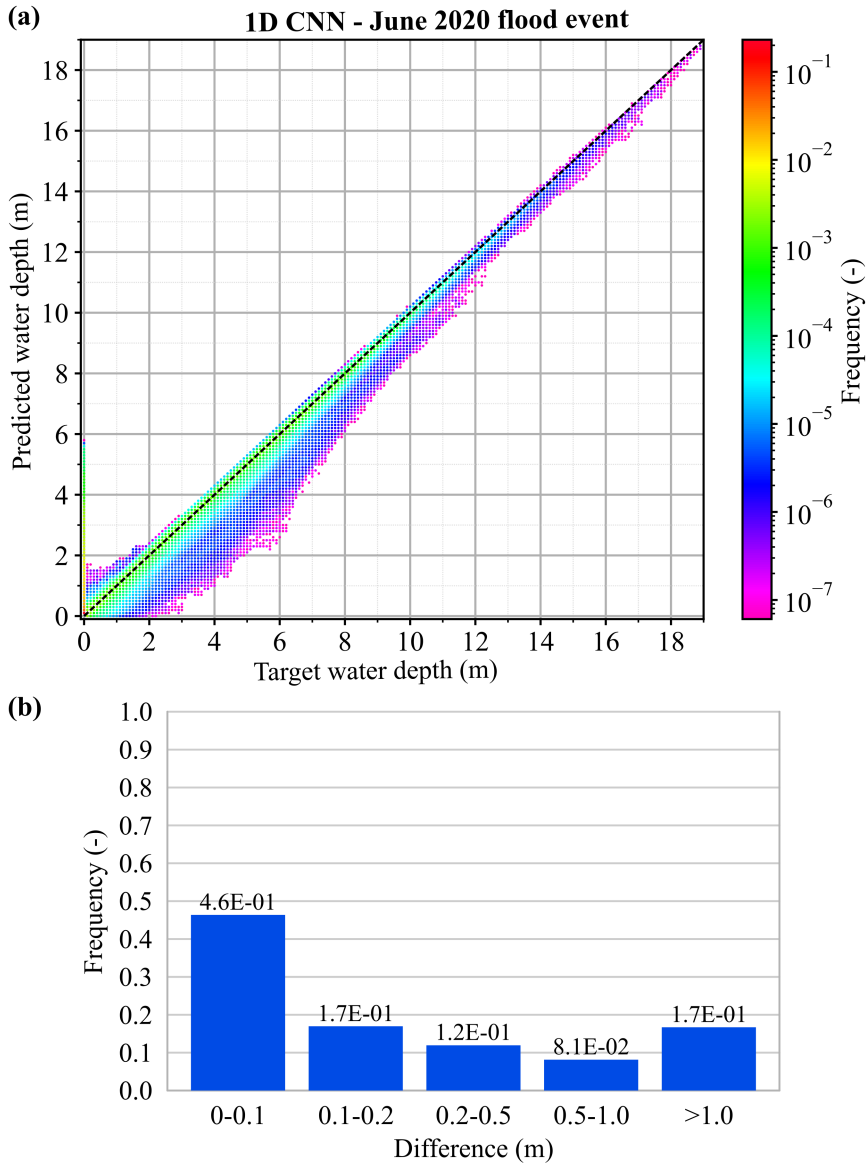 (a)
1D CNN - June 2020 flood event
18
16
14
12
10
8
6
4
2
0
Predicted water depth (m)
0 2 4 6 8 10 12 14 16 18
Target water depth (m)
10⁻¹
10⁻²
10⁻³
10⁻⁴
10⁻⁵
10⁻⁶
10⁻⁷
Frequency (-)
(b)
1.0
0.9
0.8
0.7
0.6
0.5
0.4
0.3
0.2
0.1
0.0
Frequency (-)
4.6E-01
1.7E-01
1.2E-01
8.1E-02
1.7E-01
0-0.1 0.1-0.2 0.2-0.5 0.5-1.0 >1.0
Difference (m)